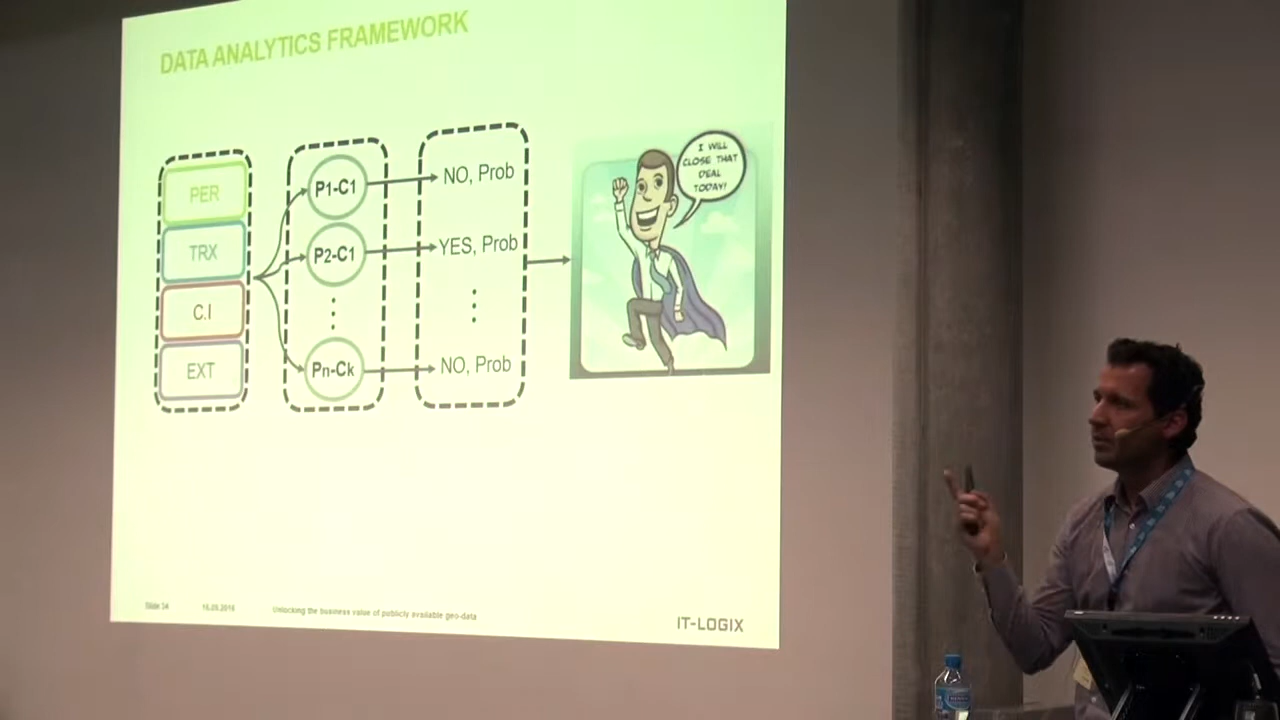 DATA ANALYTICS FRAMEWORK
PER
TRX
C.I
EXT
P1-C1
P2-C1
Pn-Ck
NO, Prob
YES, Prob
NO, Prob
I WILL
CLOSE THAT
DEAL
TODAY!
Slide 34
Unlocking the business value of publicly available geo-data
IT-LOGIX